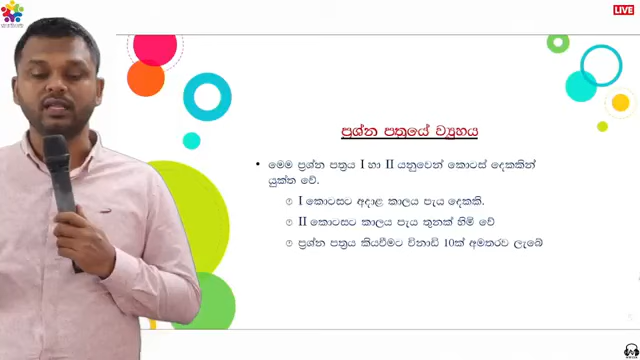 LIVE
ප්‍රශ්න පත්‍රයේ ව්‍යුහය
• මෙම ප්‍රශ්න පත්‍රය I හා II යනුවෙන් කොටස් දෙකකින්
යුක්ත වේ.
I කොටසට අදාළ කාලය පැය දෙකකි.
II කොටසට කාලය පැය තුනක් හිමි වේ
ප්‍රශ්න පත්‍රය කියවීමට විනාඩි 10ක් අමතරව ලැබේ